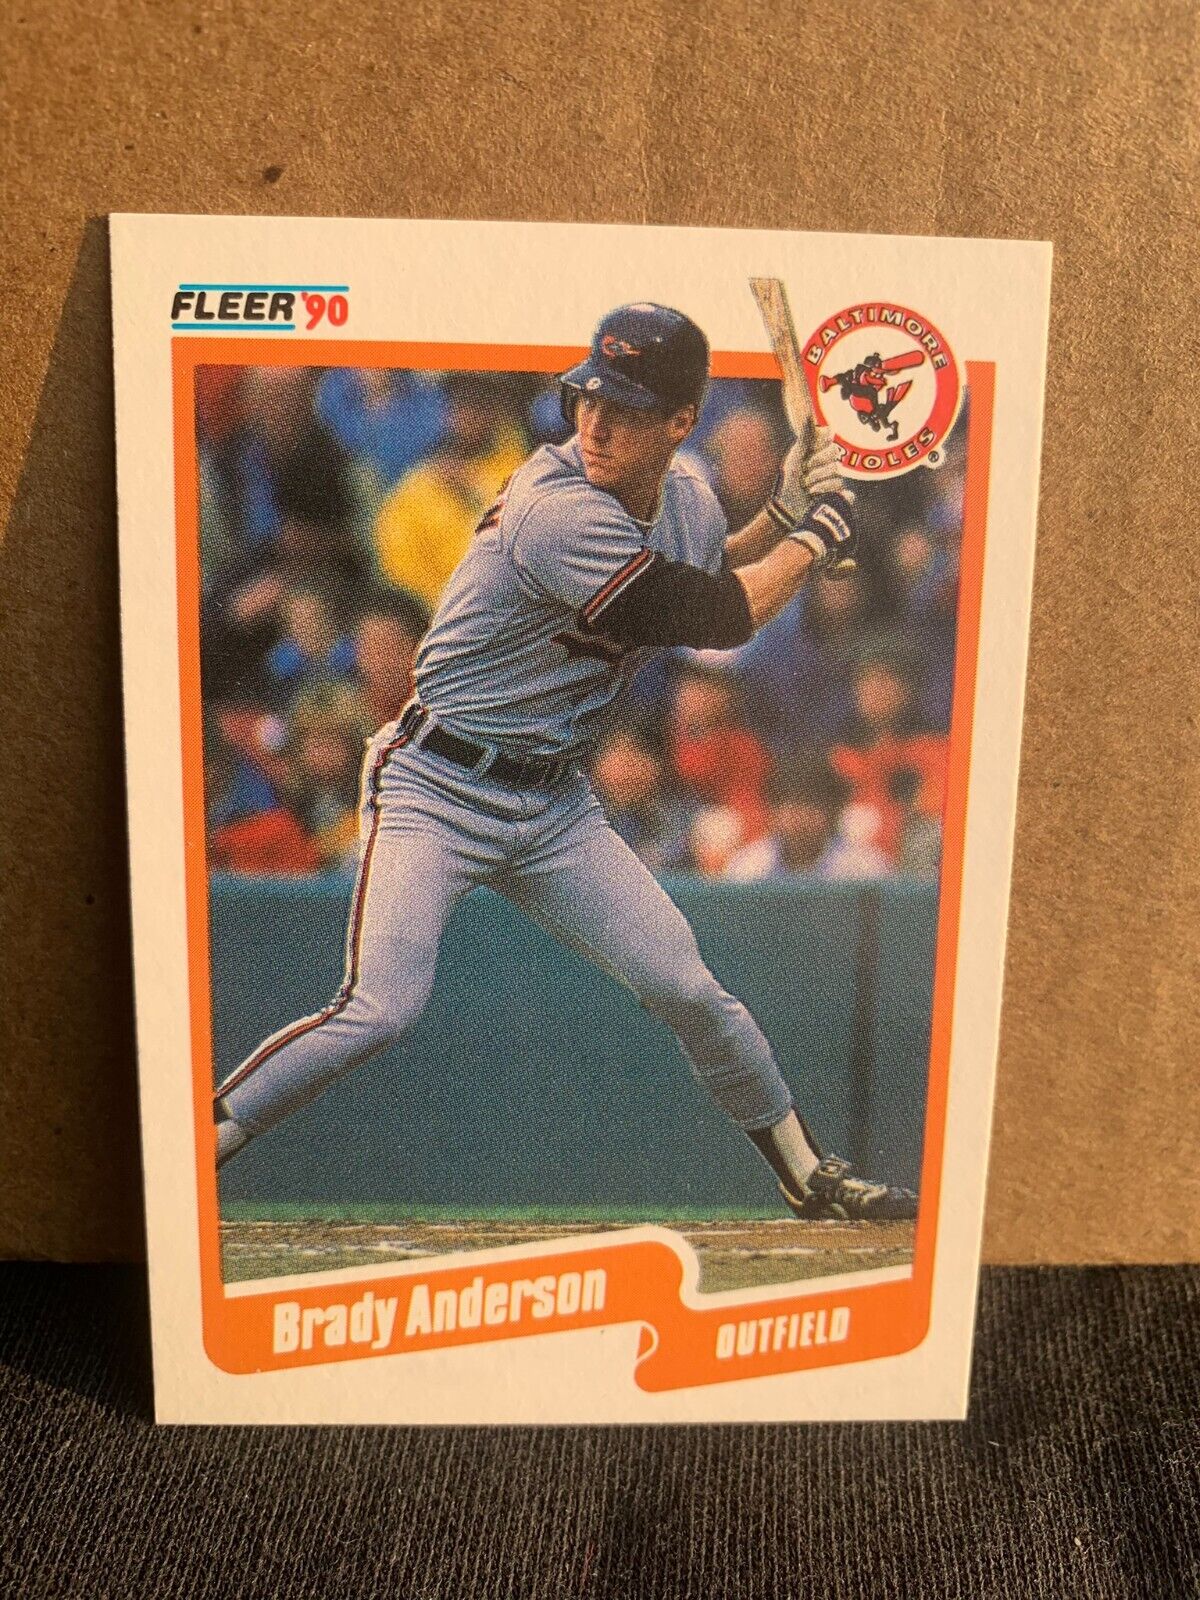 FLEER '90
BALTIMORE
ORIOLES®
Brady Anderson
OUTFIELD